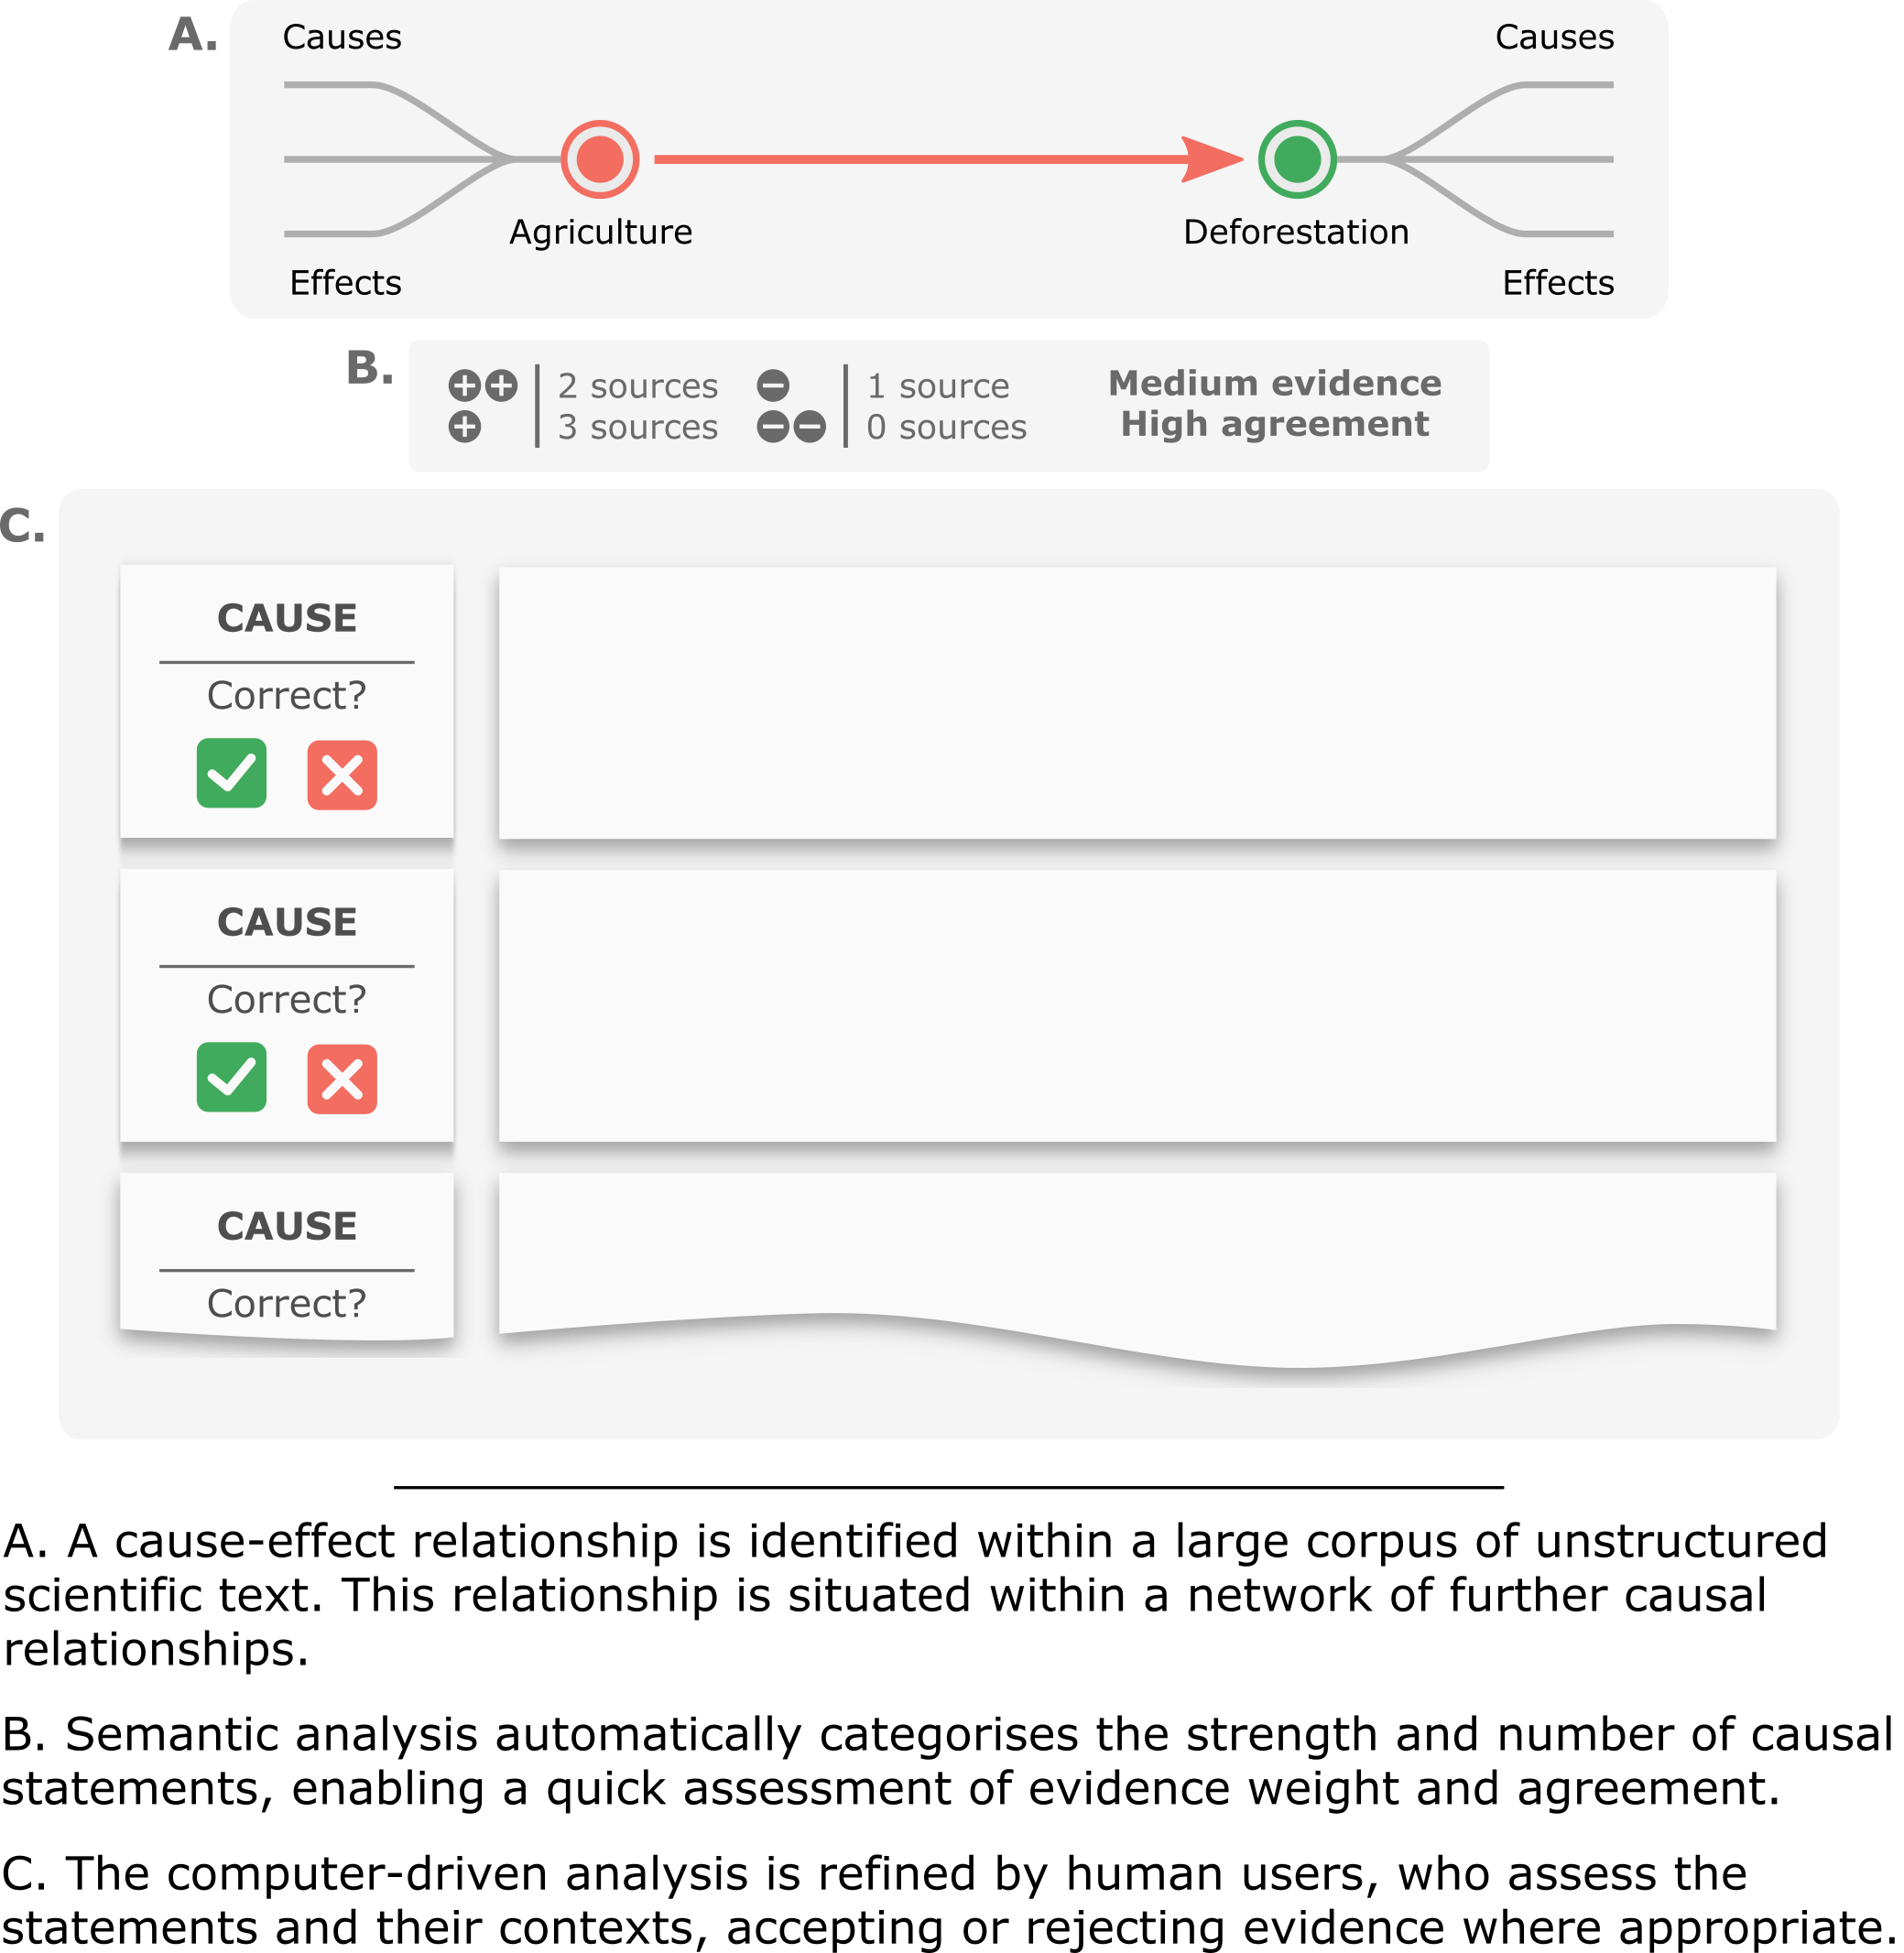 A.
Causes
Causes
Agriculture
Deforestation
Effects
Effects
B.
2 sources
3 sources
1 source
0 sources
Medium evidence
High agreement
C.
CAUSE
Correct?
CAUSE
Correct?
CAUSE
Correct?
A. A cause-effect relationship is identified within a large corpus of unstructured
scientific text. This relationship is situated within a network of further causal
relationships.
B. Semantic analysis automatically categorises the strength and number of causal
statements, enabling a quick assessment of evidence weight and agreement.
C. The computer-driven analysis is refined by human users, who assess the
statements and their contexts, accepting or rejecting evidence where appropriate.